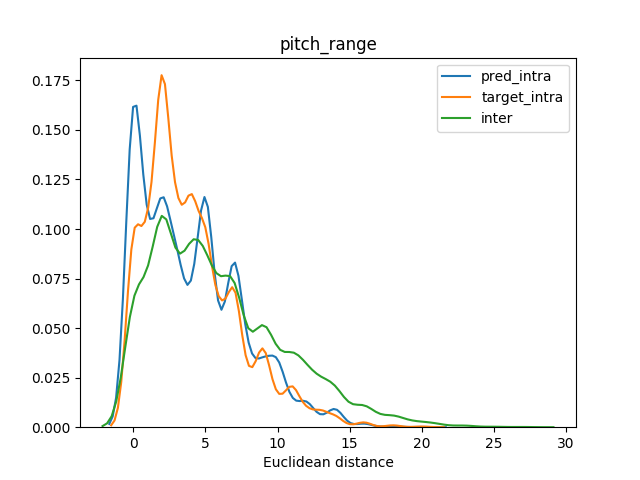 pitch_range
0.175
0.150
0.125
0.100
0.075
0.050
0.025
0.000
pred_intra
target_intra
inter
0 5 10 15 20 25 30
Euclidean distance